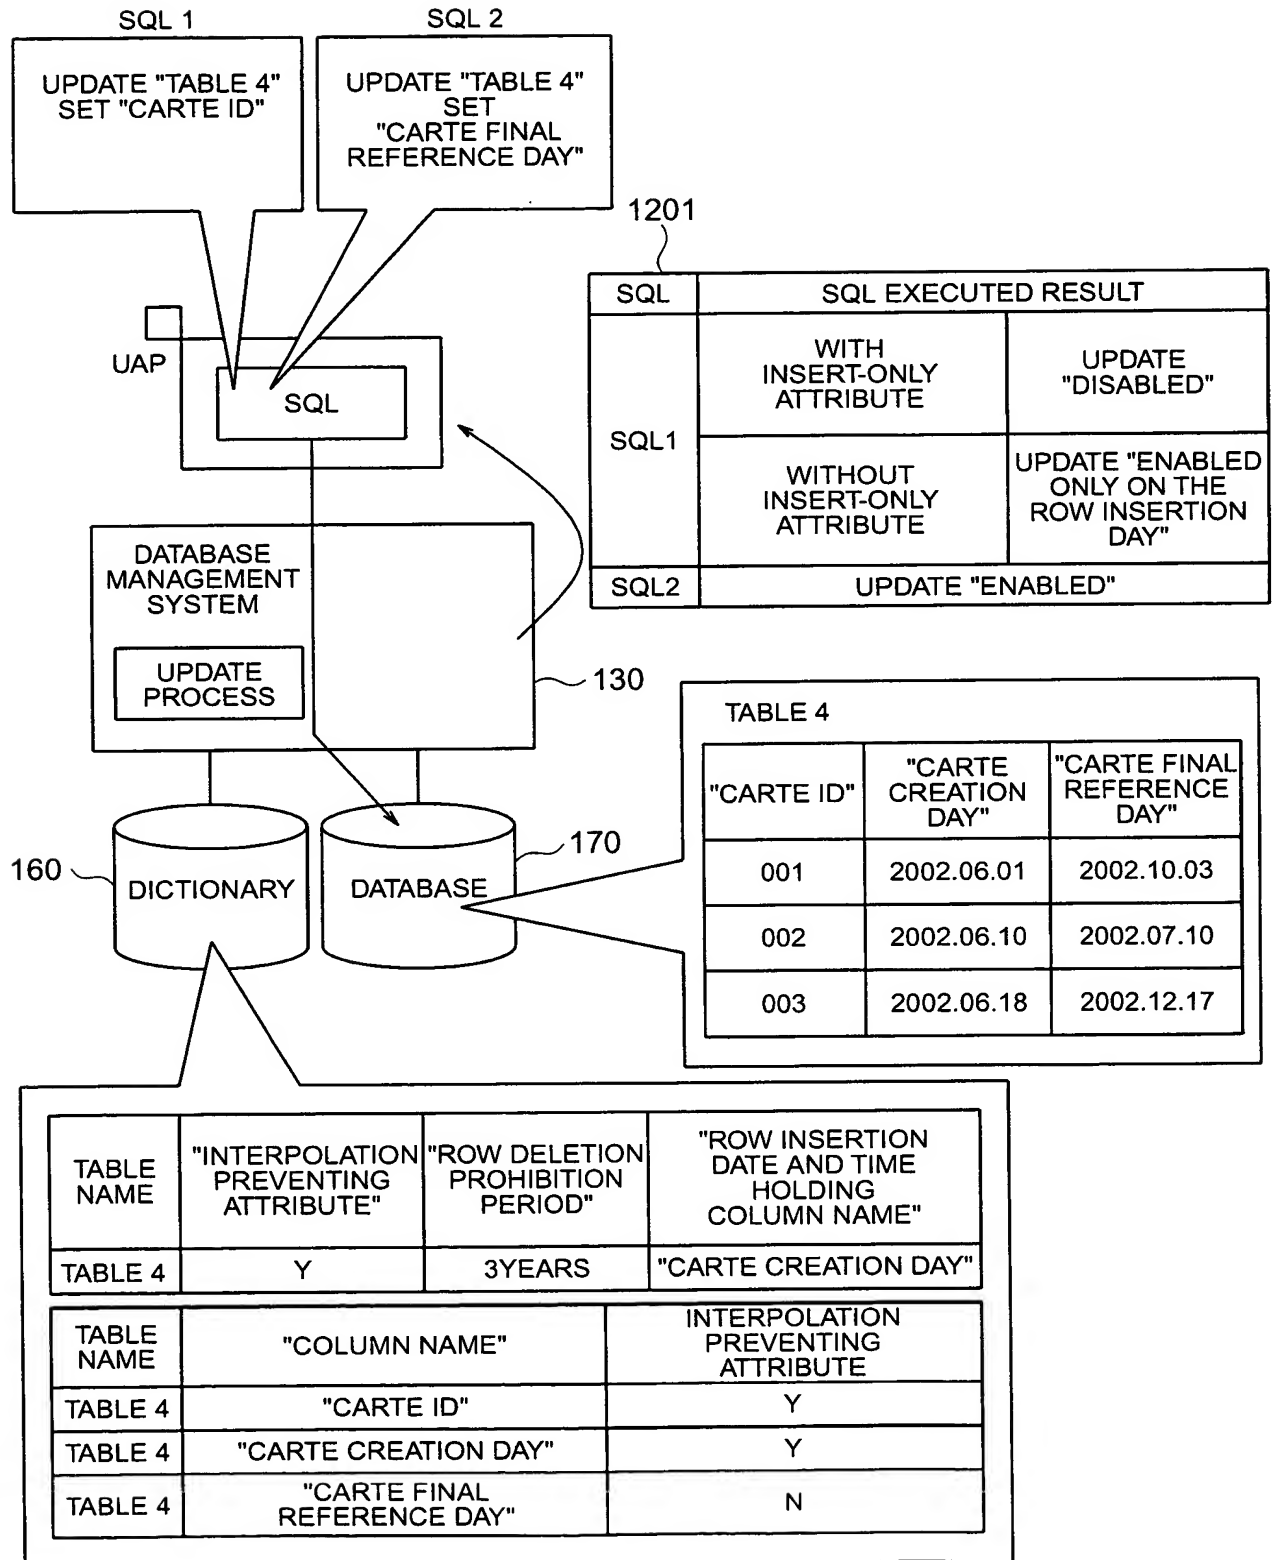 SQL 1
SQL 2
UPDATE "TABLE 4"
SET "CARTE ID"
UPDATE "TABLE 4"
SET
"CARTE FINAL
REFERENCE DAY"
1201
SQL
SQL EXECUTED RESULT
SQL1
WITH
INSERT-ONLY
ATTRIBUTE
UPDATE
"DISABLED"
WITHOUT
INSERT-ONLY
ATTRIBUTE
UPDATE "ENABLED
ONLY ON THE
ROW INSERTION
DAY"
SQL2
UPDATE "ENABLED"
UAP
SQL
DATABASE
MANAGEMENT
SYSTEM
UPDATE
PROCESS
130
160
DICTIONARY
DATABASE
170
TABLE 4
"CARTE ID"
"CARTE
CREATION
DAY"
"CARTE FINAL
REFERENCE
DAY"
001
2002.06.01
2002.10.03
002
2002.06.10
2002.07.10
003
2002.06.18
2002.12.17
TABLE
NAME
"INTERPOLATION
PREVENTING
ATTRIBUTE"
"ROW DELETION
PROHIBITION
PERIOD"
"ROW INSERTION
DATE AND TIME
HOLDING
COLUMN NAME"
TABLE 4
Y
3YEARS
"CARTE CREATION DAY"
TABLE
NAME
"COLUMN NAME"
INTERPOLATION
PREVENTING
ATTRIBUTE
TABLE 4
"CARTE ID"
Y
TABLE 4
"CARTE CREATION DAY"
Y
TABLE 4
"CARTE FINAL
REFERENCE DAY"
N